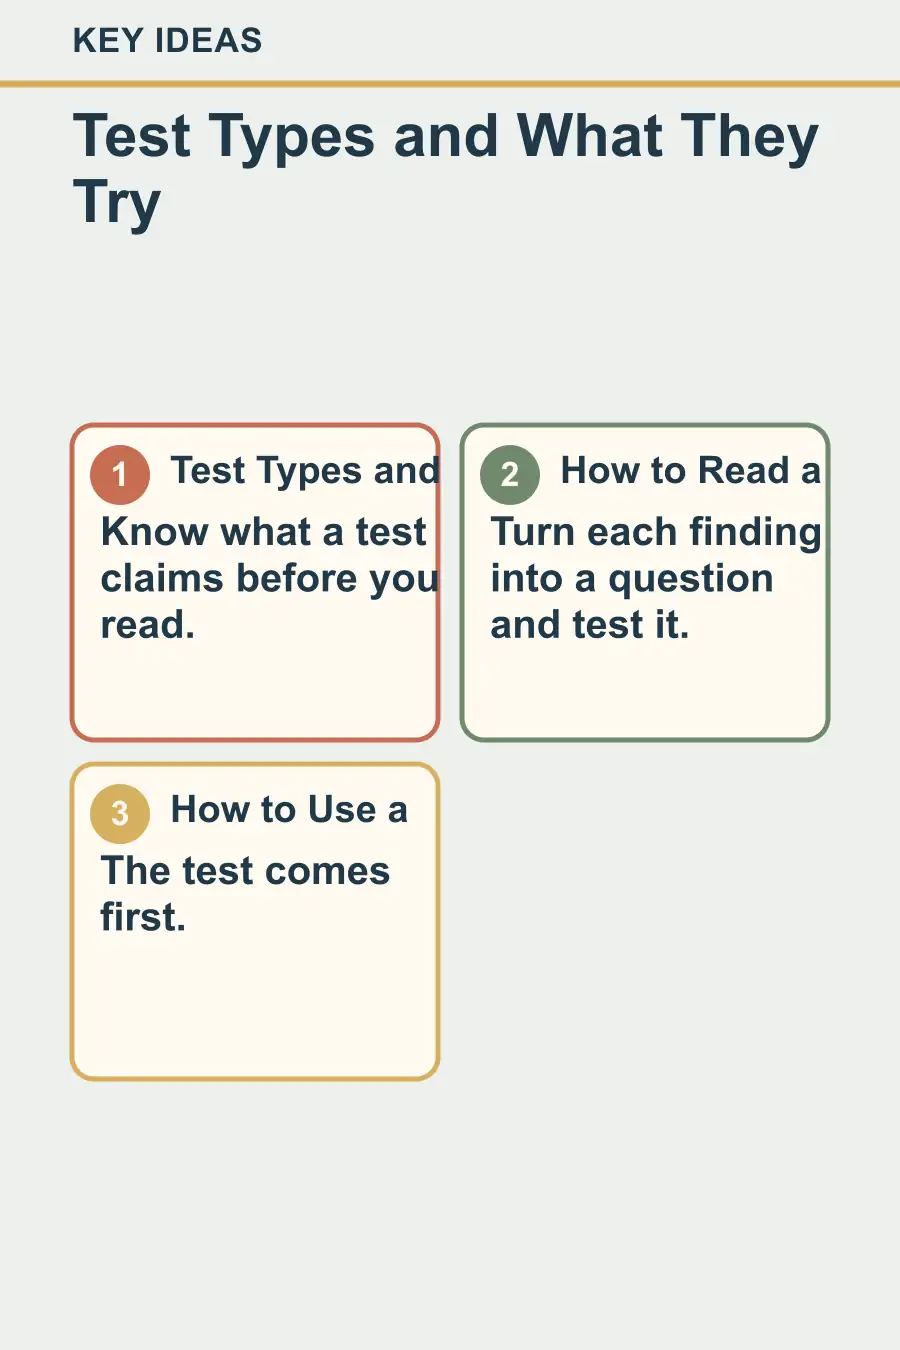 KEY IDEAS
Test Types and What They
Try
1
Test Types and
Know what a test
claims before you
read.
2
How to Read a
Turn each finding
into a question
and test it.
3
How to Use a
The test comes
first.